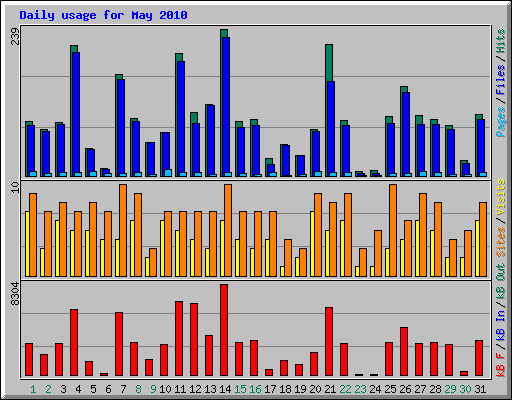 Daily usage for May 2010
239
Pages / Files / Hits
10
Sites / Visits
8304
kB F / kB In / kB Out
1 2 3 4 5 6 7 8 9 10 11 12 13 14 15 16 17 18 19 20 21 22 23 24 25 26 27 28 29 30 31